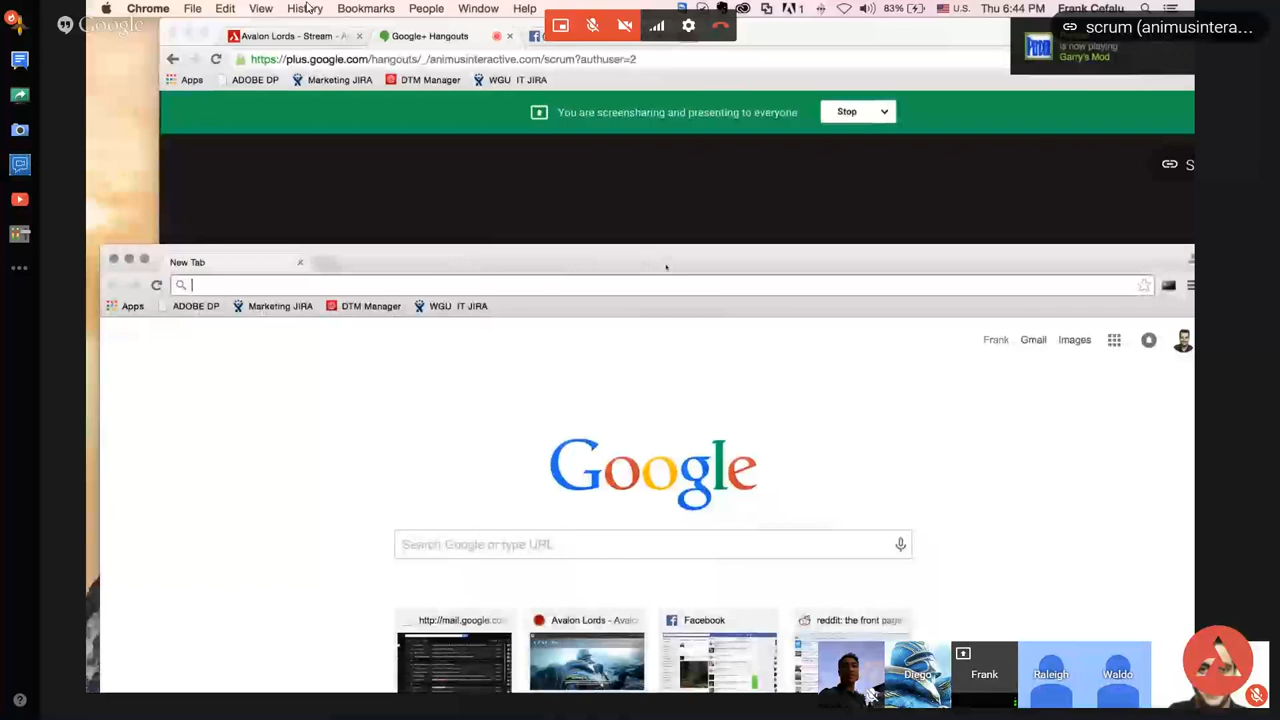 Chrome File Edit View History Bookmarks People Window Help 83% U.S. Thu 6:44 PM Frank Cefalu
Google
scrum (animusintera...
is now playing
Garry's Mod
Avalon Lords - Stream - A
Google+ Hangouts
https://plus.google.com/hangouts/_/animusinteractive.com/scrum?authuser=2
Apps ADOBE DP Marketing JIRA DTM Manager WGU IT JIRA
You are screensharing and presenting to everyone Stop
S
New Tab
Apps ADOBE DP Marketing JIRA DTM Manager WGU IT JIRA
Frank Gmail Images
Google
Search Google or type URL
http://mail.google.co Avalon Lords - Avalo Facebook reddit: the front page
Frank Raleigh Waldo